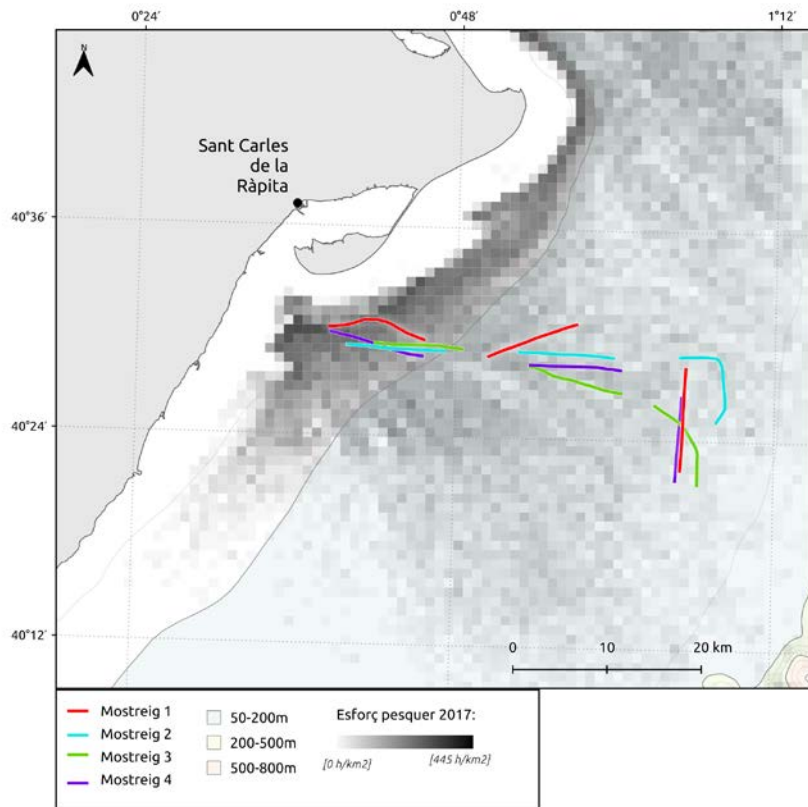 0°24′ 0°48′ 1°12′
N
Sant Carles
de la
Ràpita
40°36′
40°24′
40°12′
0 10 20 km
Mostreig 1
Mostreig 2
Mostreig 3
Mostreig 4
50-200m
200-500m
500-800m
Esforç pesquer 2017:
[0 h/km2] [445 h/km2]